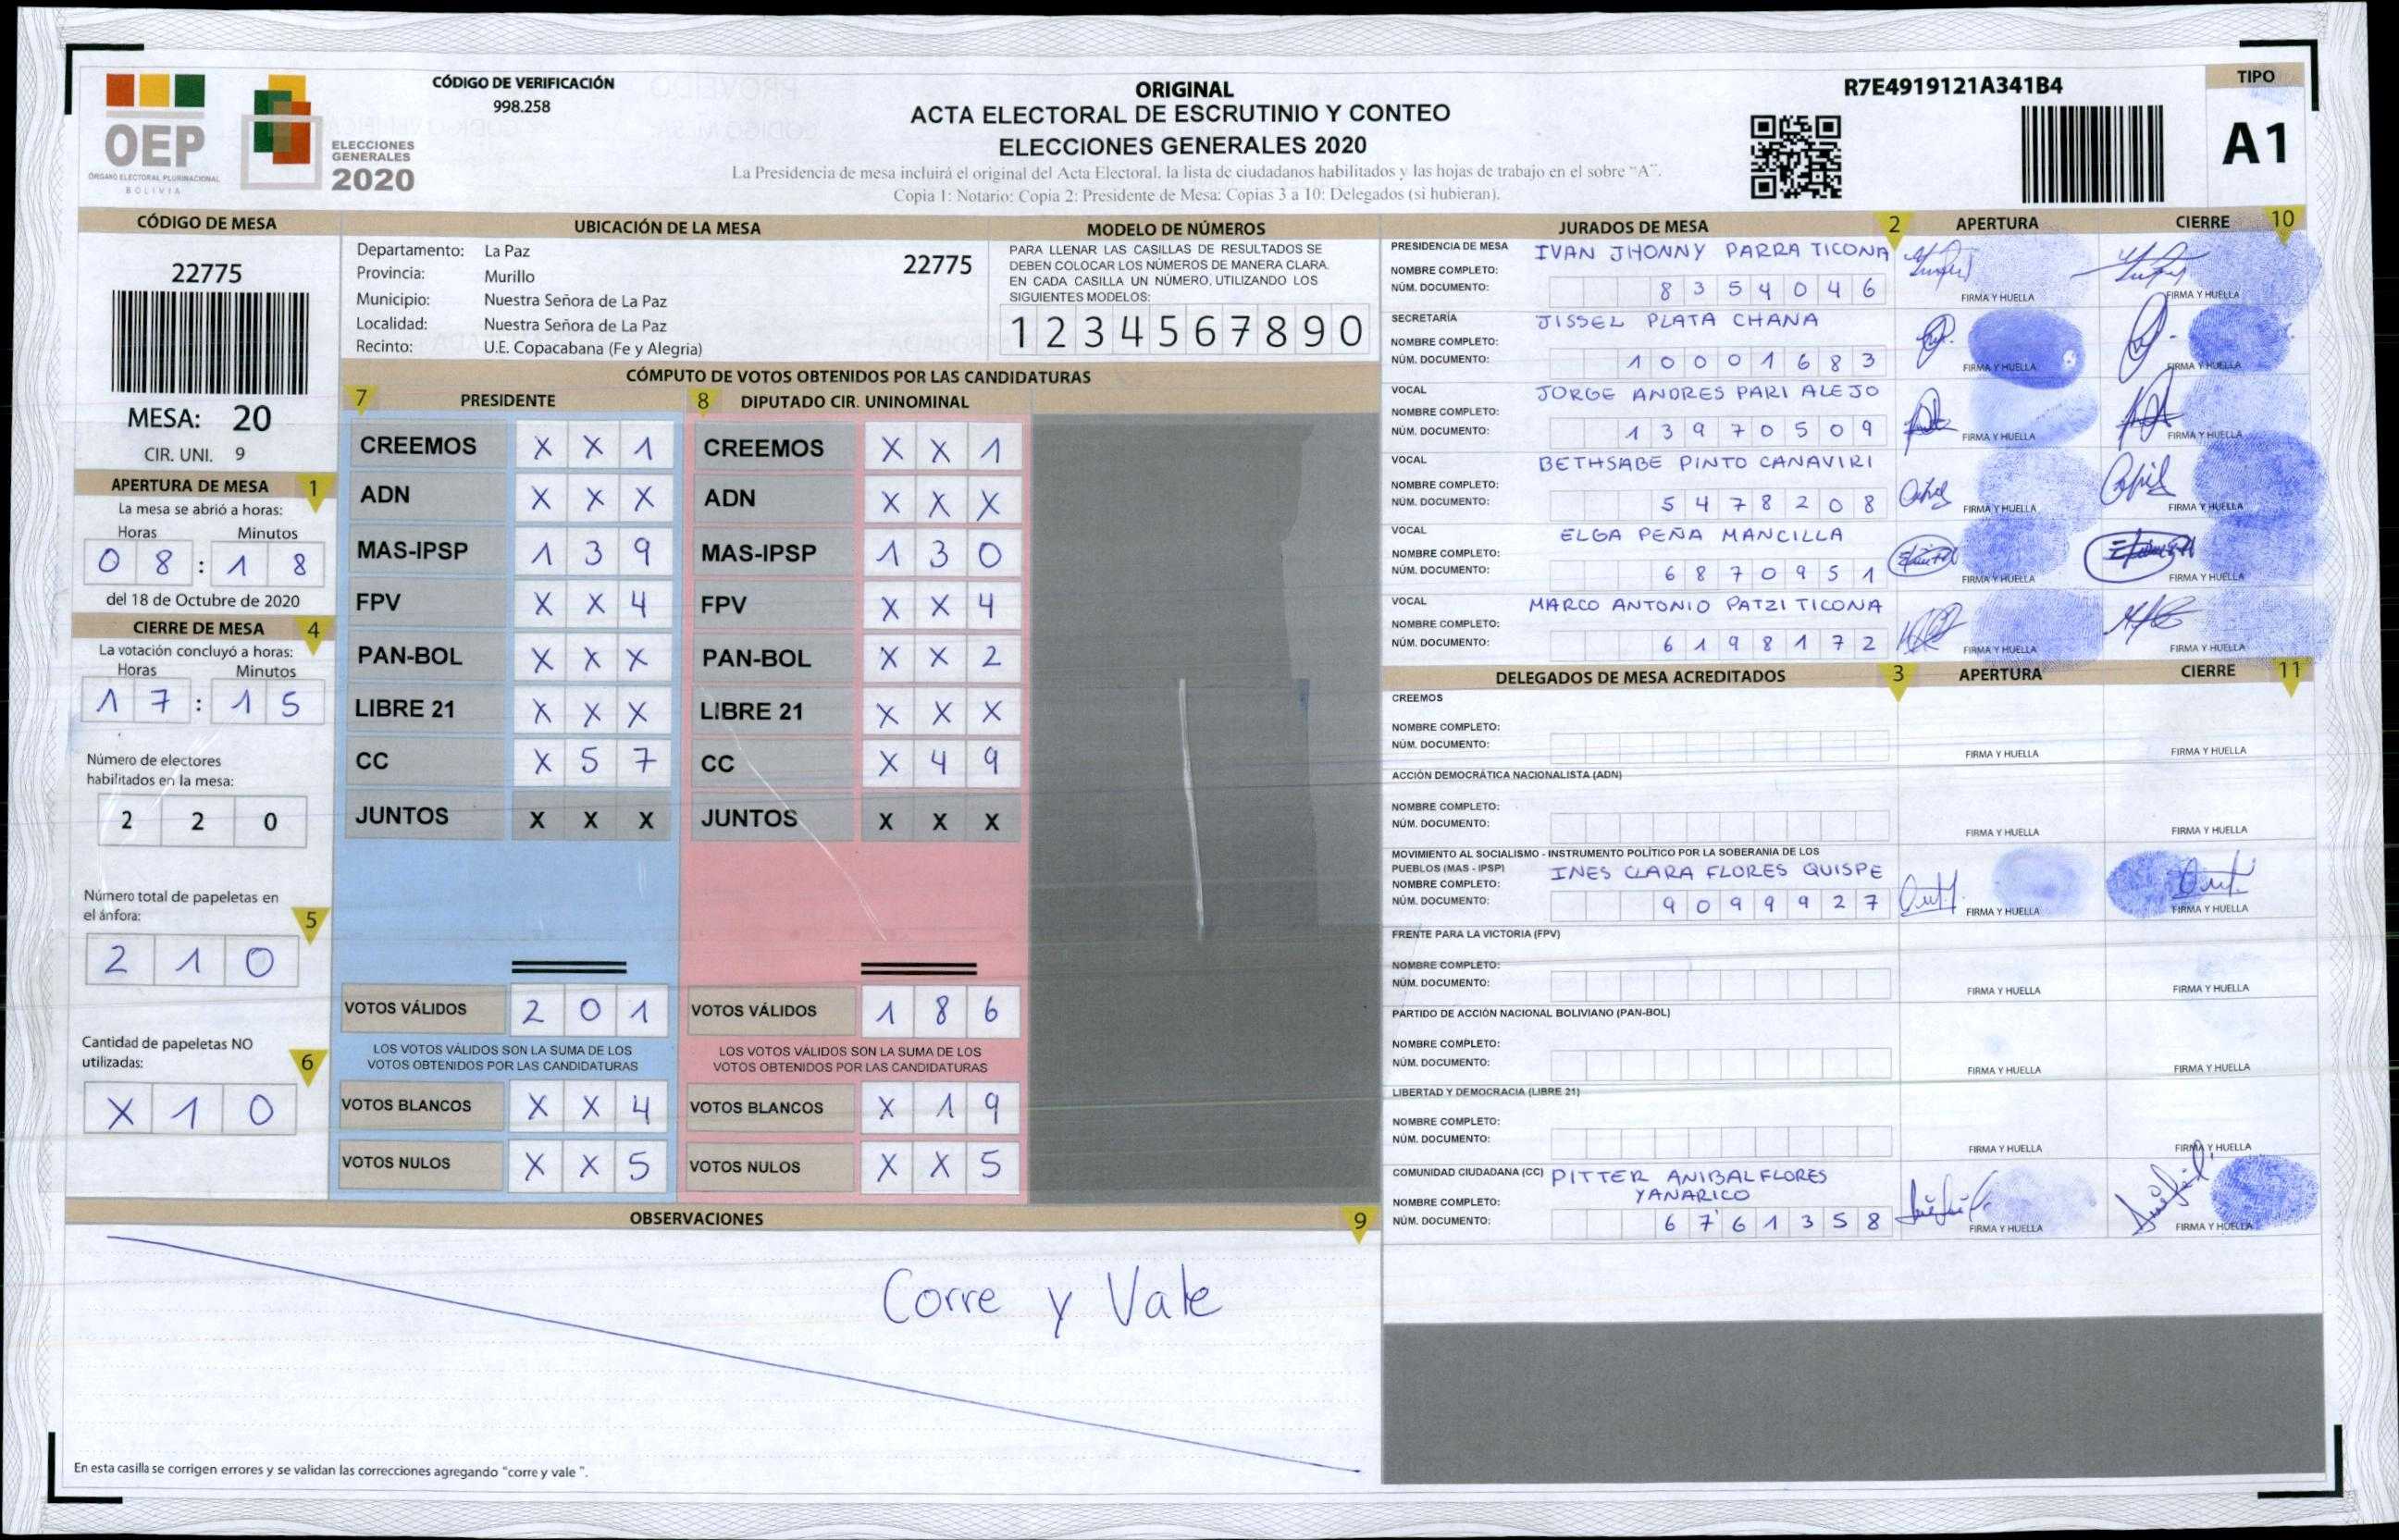 OEP
ÓRGANO ELECTORAL PLURINACIONAL
BOLIVIA
ELECCIONES
GENERALES
2020
CÓDIGO DE VERIFICACIÓN
998.258
ORIGINAL
ACTA ELECTORAL DE ESCRUTINIO Y CONTEO
ELECCIONES GENERALES 2020
La Presidencia de mesa incluirá el original del Acta Electoral, la lista de ciudadanos habilitados y las hojas de trabajo en el sobre "A".
Copia 1: Notario: Copia 2: Presidente de Mesa: Copias 3 a 10: Delegados (si hubieran).
R7E4919121A341B4
TIPO
A1
CÓDIGO DE MESA
22775
MESA: 20
CIR. UNI. 9
APERTURA DE MESA 1
La mesa se abrió a horas:
Horas Minutos
0 8 : 1 8
del 18 de Octubre de 2020
CIERRE DE MESA 4
La votación concluyó a horas:
Horas Minutos
1 7 : 1 5
Número de electores
habilitados en la mesa:
2 2 0
Número total de papeletas en
el ánfora: 5
2 1 0
Cantidad de papeletas NO
utilizadas: 6
X 1 0
UBICACIÓN DE LA MESA
Departamento: La Paz
22775
Provincia: Murillo
Municipio: Nuestra Señora de La Paz
Localidad: Nuestra Señora de La Paz
Recinto: U.E. Copacabana (Fe y Alegria)
MODELO DE NÚMEROS
PARA LLENAR LAS CASILLAS DE RESULTADOS SE
DEBEN COLOCAR LOS NÚMEROS DE MANERA CLARA.
EN CADA CASILLA UN NÚMERO, UTILIZANDO LOS
SIGUIENTES MODELOS:
1 2 3 4 5 6 7 8 9 0
CÓMPUTO DE VOTOS OBTENIDOS POR LAS CANDIDATURAS
7 PRESIDENTE
CREEMOS X X 1
ADN X X X
MAS-IPSP 1 3 9
FPV X X 4
PAN-BOL X X X
LIBRE 21 X X X
CC X 5 7
JUNTOS X X X
VOTOS VÁLIDOS 2 0 1
LOS VOTOS VÁLIDOS SON LA SUMA DE LOS
VOTOS OBTENIDOS POR LAS CANDIDATURAS
VOTOS BLANCOS X X 4
VOTOS NULOS X X 5
8 DIPUTADO CIR. UNINOMINAL
CREEMOS X X 1
ADN X X X
MAS-IPSP 1 3 0
FPV X X 4
PAN-BOL X X 2
LIBRE 21 X X X
CC X 4 9
JUNTOS X X X
VOTOS VÁLIDOS 1 8 6
LOS VOTOS VÁLIDOS SON LA SUMA DE LOS
VOTOS OBTENIDOS POR LAS CANDIDATURAS
VOTOS BLANCOS X 1 9
VOTOS NULOS X X 5
OBSERVACIONES 9
Corre y Vale
En esta casilla se corrigen errores y se validan las correcciones agregando "corre y vale ".
JURADOS DE MESA 2 APERTURA CIERRE 10
PRESIDENCIA DE MESA IVAN JHONNY PARRA TICONA
NOMBRE COMPLETO:
NÚM. DOCUMENTO: 8 3 5 4 0 4 6
FIRMA Y HUELLA FIRMA Y HUELLA
SECRETARÍA JISSEL PLATA CHANA
NOMBRE COMPLETO:
NÚM. DOCUMENTO: 1 0 0 0 1 6 8 3
FIRMA Y HUELLA FIRMA Y HUELLA
VOCAL JORGE ANDRES PARI ALEJO
NOMBRE COMPLETO:
NÚM. DOCUMENTO: 1 3 9 7 0 5 0 9
FIRMA Y HUELLA FIRMA Y HUELLA
VOCAL BETHSABE PINTO CANAVIRI
NOMBRE COMPLETO:
NÚM. DOCUMENTO: 5 4 7 8 2 0 8
FIRMA Y HUELLA FIRMA Y HUELLA
VOCAL ELGA PEÑA MANCILLA
NOMBRE COMPLETO:
NÚM. DOCUMENTO: 6 8 7 0 9 5 1
FIRMA Y HUELLA FIRMA Y HUELLA
VOCAL MARCO ANTONIO PATZI TICONA
NOMBRE COMPLETO:
NÚM. DOCUMENTO: 6 1 9 8 1 7 2
FIRMA Y HUELLA FIRMA Y HUELLA
DELEGADOS DE MESA ACREDITADOS 3 APERTURA CIERRE 11
CREEMOS
NOMBRE COMPLETO:
NÚM. DOCUMENTO:
FIRMA Y HUELLA FIRMA Y HUELLA
ACCIÓN DEMOCRÁTICA NACIONALISTA (ADN)
NOMBRE COMPLETO:
NÚM. DOCUMENTO:
FIRMA Y HUELLA FIRMA Y HUELLA
MOVIMIENTO AL SOCIALISMO - INSTRUMENTO POLÍTICO POR LA SOBERANIA DE LOS
PUEBLOS (MAS - IPSP) INES CLARA FLORES QUISPE
NOMBRE COMPLETO:
NÚM. DOCUMENTO: 9 0 9 9 9 2 7
FIRMA Y HUELLA FIRMA Y HUELLA
FRENTE PARA LA VICTORIA (FPV)
NOMBRE COMPLETO:
NÚM. DOCUMENTO:
FIRMA Y HUELLA FIRMA Y HUELLA
PARTIDO DE ACCIÓN NACIONAL BOLIVIANO (PAN-BOL)
NOMBRE COMPLETO:
NÚM. DOCUMENTO:
FIRMA Y HUELLA FIRMA Y HUELLA
LIBERTAD Y DEMOCRACIA (LIBRE 21)
NOMBRE COMPLETO:
NÚM. DOCUMENTO:
FIRMA Y HUELLA FIRMA Y HUELLA
COMUNIDAD CIUDADANA (CC) PITTER ANIBAL FLORES
YANARICO
NOMBRE COMPLETO:
NÚM. DOCUMENTO: 6 7 6 1 3 5 8
FIRMA Y HUELLA FIRMA Y HUELLA